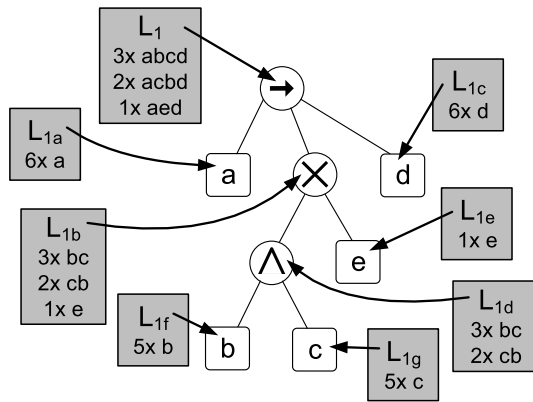 L1
3x abcd
2x acbd
1x aed
L1c
6x d
L1a
6x a
→
a
×
d
L1b
3x bc
2x cb
1x e
L1e
1x e
∧
e
L1d
3x bc
2x cb
L1f
5x b
b
c
L1g
5x c